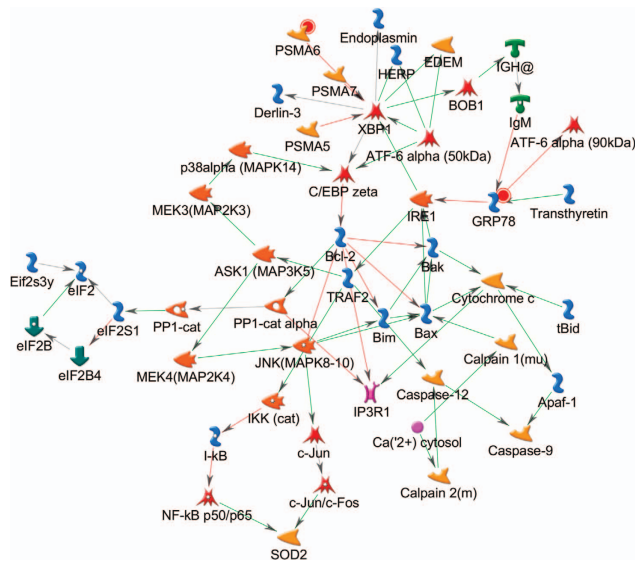 Endoplasmin
PSMA6
HERP
EDEM
IGH@
PSMA7
Derlin-3
XBP1
BOB1
IgM
PSMA5
ATF-6 alpha (50kDa)
ATF-6 alpha (90kDa)
p38alpha (MAPK14)
C/EBP zeta
MEK3(MAP2K3)
IRE1
GRP78
Transthyretin
Bcl-2
Bak
ASK1 (MAP3K5)
TRAF2
Cytochrome c
Eif2s3y
eIF2
eIF2S1
PP1-cat
PP1-cat alpha
Bim
Bax
tBid
eIF2B
eIF2B4
MEK4(MAP2K4)
JNK(MAPK8-10)
Calpain 1(mu)
Caspase-12
IP3R1
Apaf-1
IKK (cat)
Ca('2+) cytosol
Caspase-9
I-kB
c-Jun
Calpain 2(m)
NF-kB p50/p65
c-Jun/c-Fos
SOD2